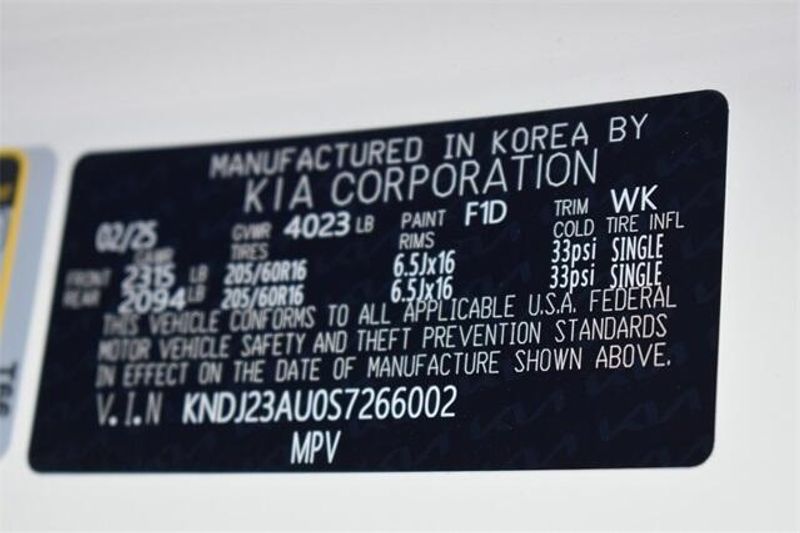 MANUFACTURED IN KOREA BY
KIA CORPORATION
02/25 GVWR 4023 LB PAINT F1D TRIM WK
GAWR TIRES RIMS COLD TIRE INFL
FRONT 2315 LB 205/60R16 6.5Jx16 33psi SINGLE
REAR 2094 LB 205/60R16 6.5Jx16 33psi SINGLE
THIS VEHICLE CONFORMS TO ALL APPLICABLE U.S.A. FEDERAL
MOTOR VEHICLE SAFETY AND THEFT PREVENTION STANDARDS
IN EFFECT ON THE DATE OF MANUFACTURE SHOWN ABOVE.
V.I.N KNDJ23AU0S7266002
MPV